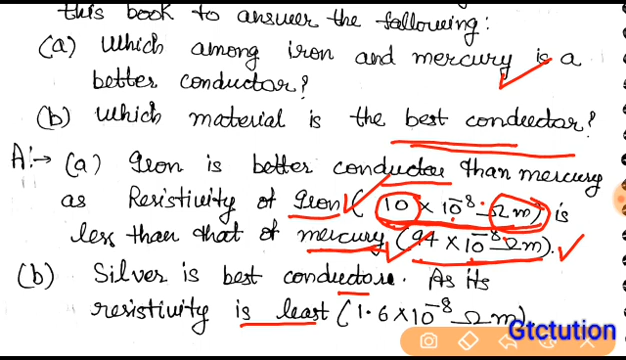 this book to answer the following:
(a) Which among iron and mercury is a
better conductor?
(b) Which material is the best conductor?
A:→ (a) Iron is better conductor than mercury
as Resistivity of Iron (10 × 10⁻⁸ Ωm) is
less than that of mercury (94 × 10⁻⁸ Ωm).
(b) Silver is best conductor. As its
resistivity is least (1.6×10⁻⁸ Ωm)
Gtctution